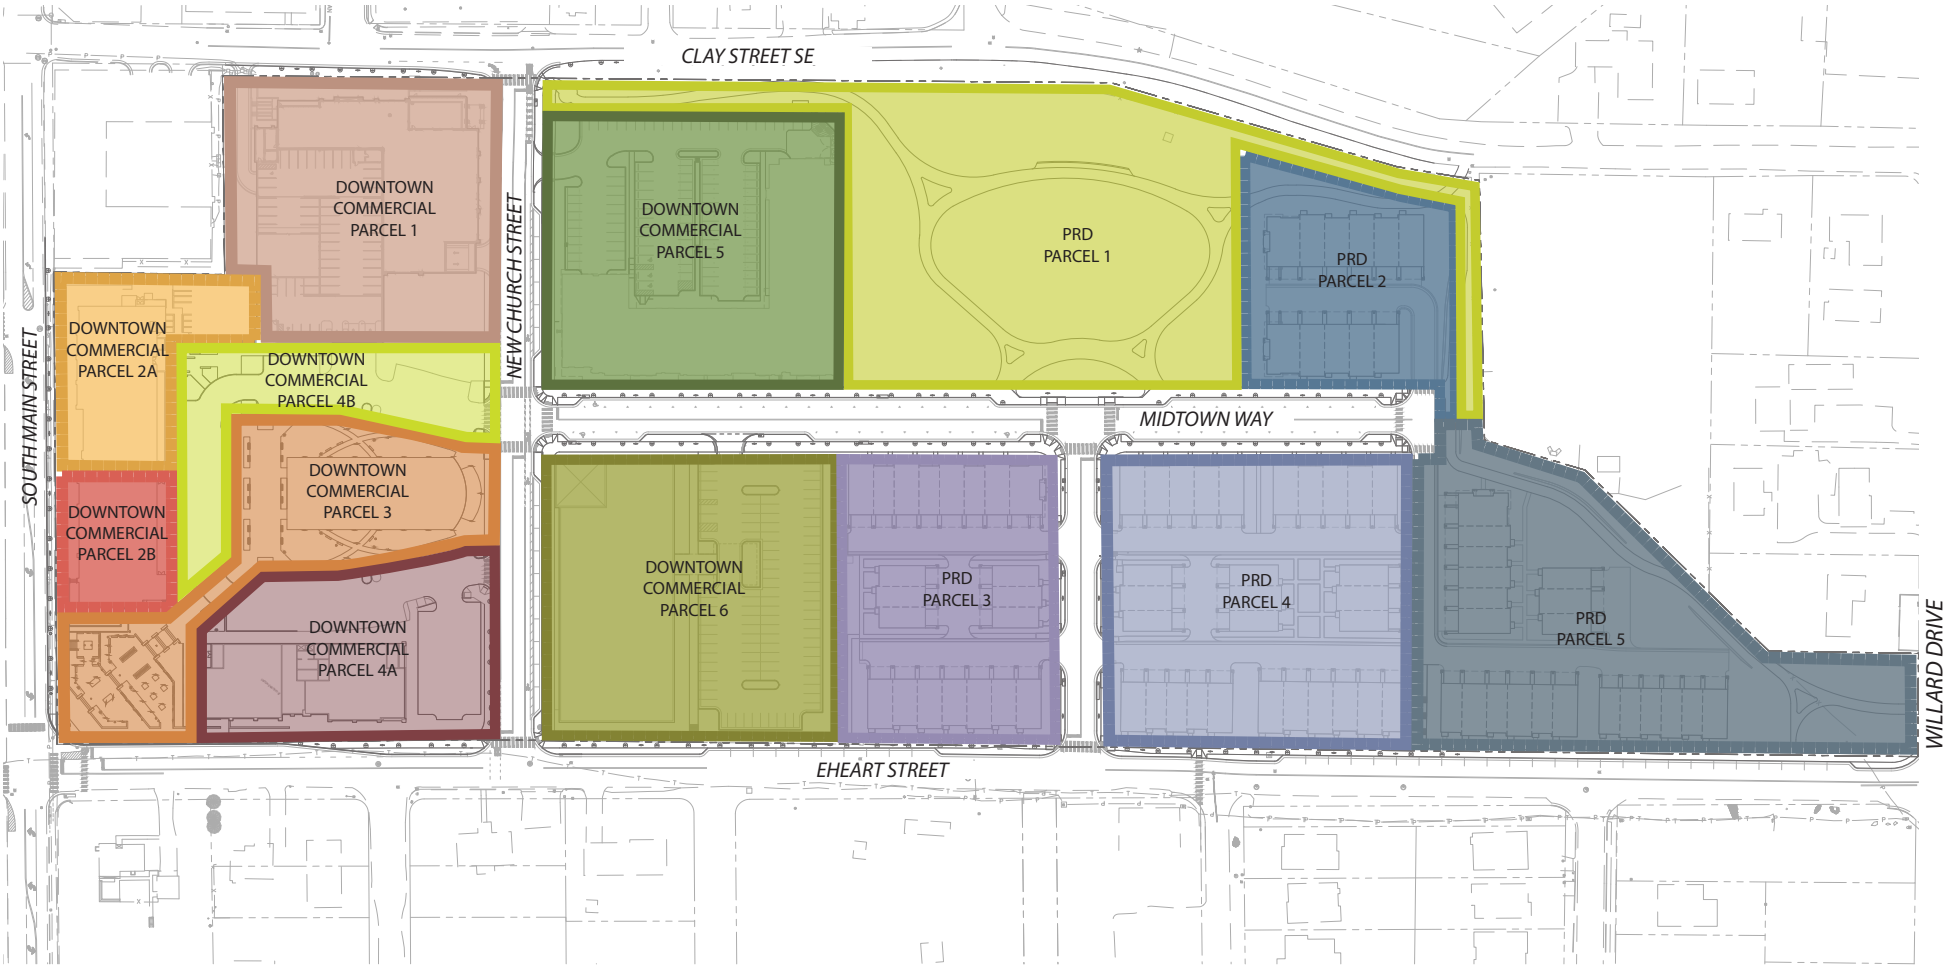 CLAY STREET SE
DOWNTOWN
COMMERCIAL
PARCEL 1
NEW CHURCH STREET
DOWNTOWN
COMMERCIAL
PARCEL 5
PRD
PARCEL 1
PRD
PARCEL 2
SOUTH MAIN STREET
DOWNTOWN
COMMERCIAL
PARCEL 2A
DOWNTOWN
COMMERCIAL
PARCEL 4B
MIDTOWN WAY
DOWNTOWN
COMMERCIAL
PARCEL 3
DOWNTOWN
COMMERCIAL
PARCEL 2B
DOWNTOWN
COMMERCIAL
PARCEL 6
PRD
PARCEL 3
PRD
PARCEL 4
PRD
PARCEL 5
DOWNTOWN
COMMERCIAL
PARCEL 4A
WILLARD DRIVE
EHEART STREET